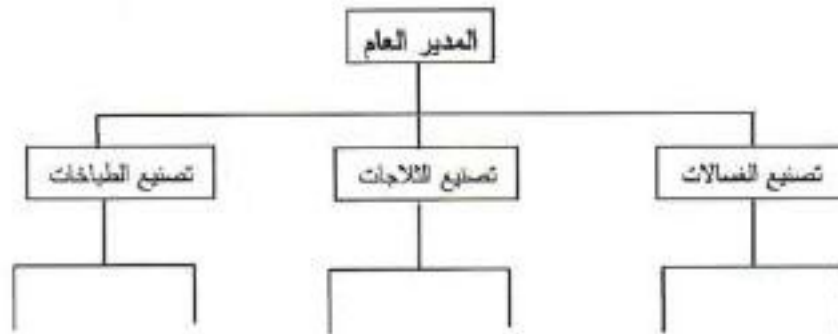 المدير العام
تصنيع الغسالات
تصنيع الثلاجات
تصنيع الطباخات